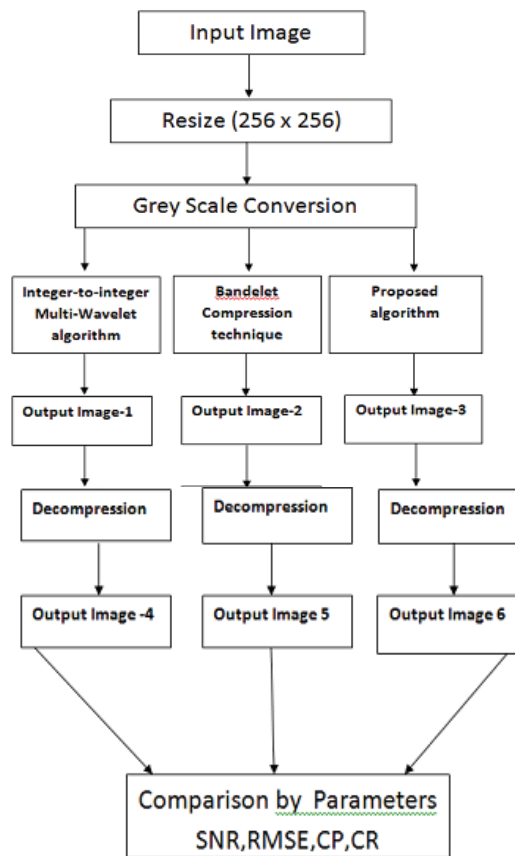 Input Image
Resize (256 x 256)
Grey Scale Conversion
Integer-to-integer
Multi-Wavelet
algorithm
Bandelet
Compression
technique
Proposed
algorithm
Output Image-1
Output Image-2
Output Image-3
Decompression
Decompression
Decompression
Output Image -4
Output Image 5
Output Image 6
Comparison by Parameters
SNR,RMSE,CP,CR